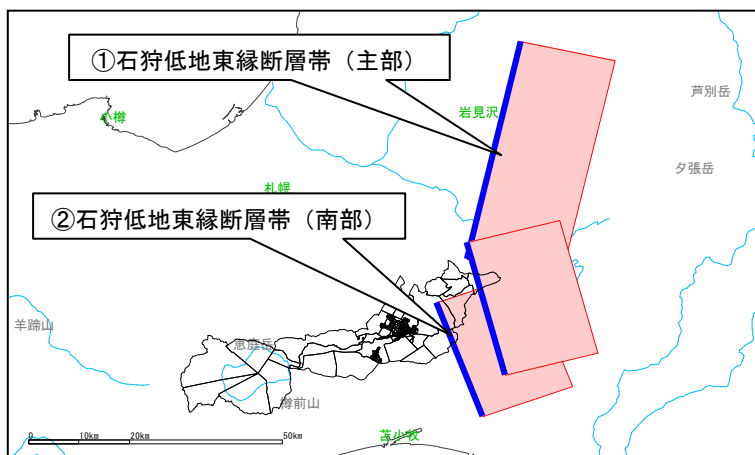 ①石狩低地東縁断層帯（主部）
芦別岳
小樽
岩見沢
夕張岳
札幌
②石狩低地東縁断層帯（南部）
羊蹄山
恵庭岳
樽前山
苫小牧
0 10km 20km 50km